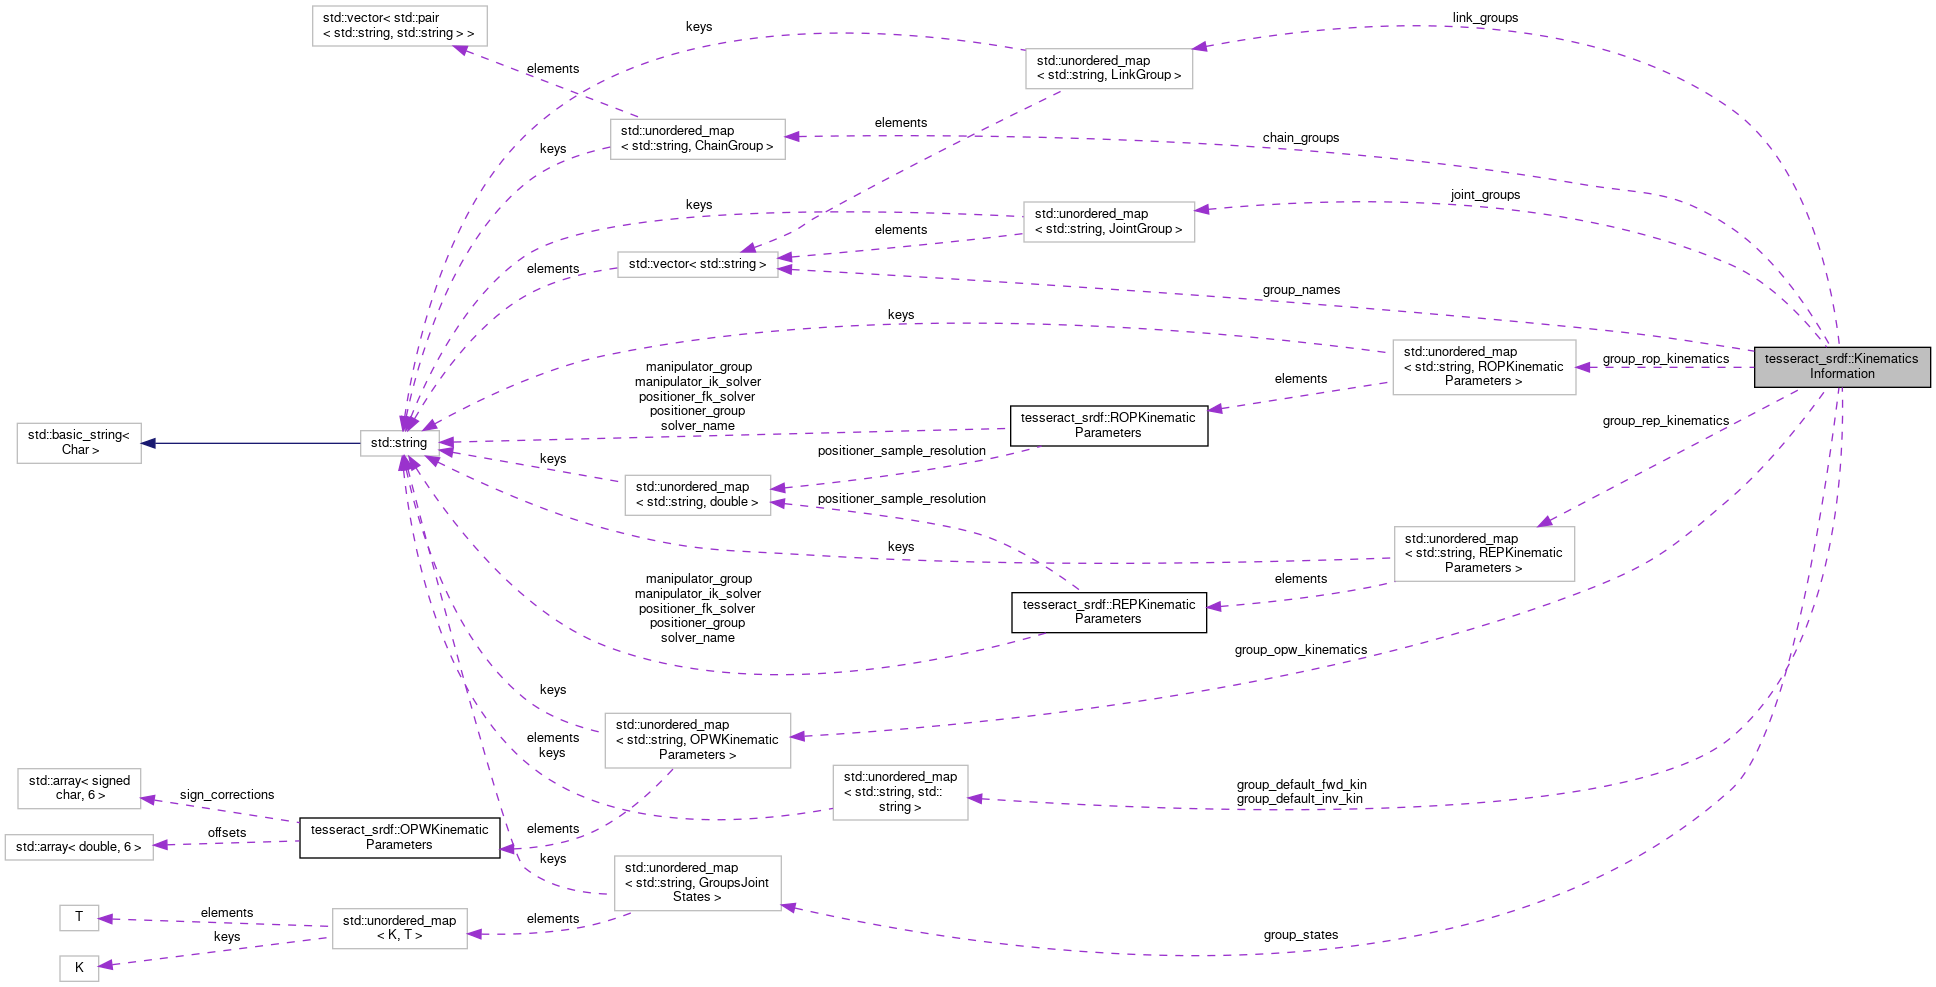 std::vector< std::pair
< std::string, std::string > >
elements
keys
link_groups
std::unordered_map
< std::string, LinkGroup >
std::unordered_map
< std::string, ChainGroup >
keys
elements
chain_groups
keys
elements
joint_groups
std::unordered_map
< std::string, JointGroup >
std::vector< std::string >
elements
group_names
keys
std::unordered_map
< std::string, ROPKinematic
Parameters >
group_rop_kinematics
tesseract_srdf::Kinematics
Information
elements
manipulator_group
manipulator_ik_solver
positioner_fk_solver
positioner_group
solver_name
tesseract_srdf::ROPKinematic
Parameters
group_rep_kinematics
std::basic_string<
Char >
std::string
keys
positioner_sample_resolution
std::unordered_map
< std::string, double >
positioner_sample_resolution
keys
std::unordered_map
< std::string, REPKinematic
Parameters >
elements
manipulator_group
manipulator_ik_solver
positioner_fk_solver
positioner_group
solver_name
tesseract_srdf::REPKinematic
Parameters
group_opw_kinematics
keys
std::unordered_map
< std::string, OPWKinematic
Parameters >
elements
keys
std::unordered_map
< std::string, std::
string >
group_default_fwd_kin
group_default_inv_kin
std::array< signed
char, 6 >
sign_corrections
std::array< double, 6 >
offsets
tesseract_srdf::OPWKinematic
Parameters
elements
keys
std::unordered_map
< std::string, GroupsJoint
States >
T
elements
keys
K
std::unordered_map
< K, T >
elements
group_states